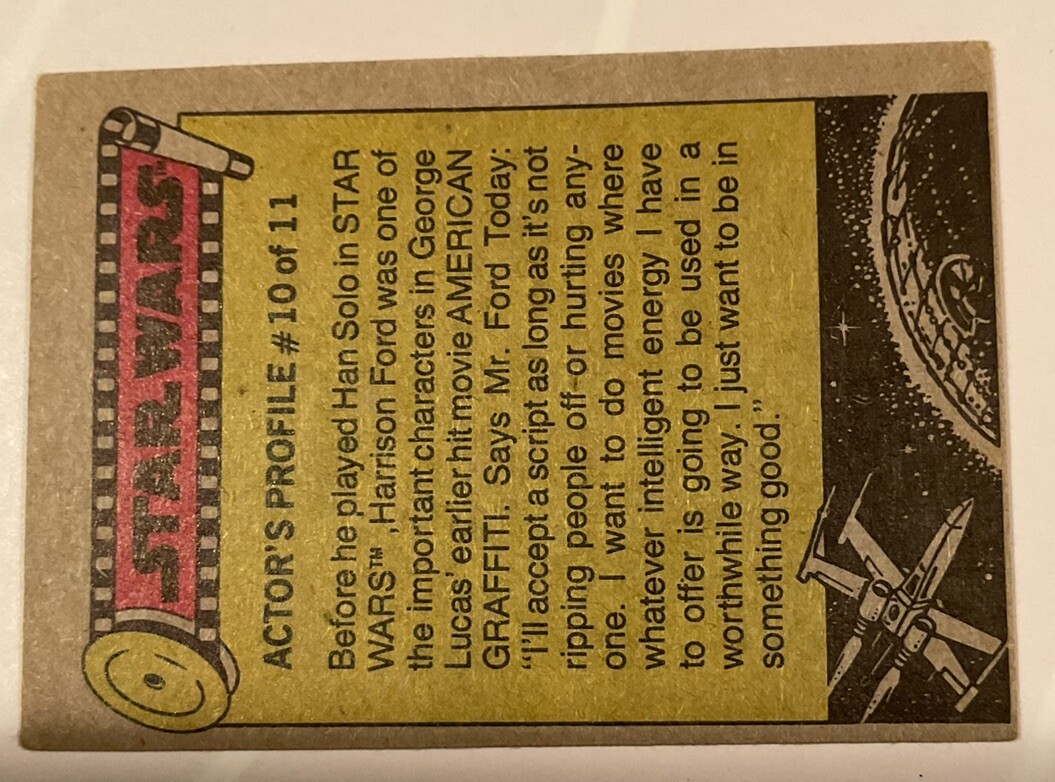 STAR WARS™
ACTOR'S PROFILE # 10 of 11
Before he played Han Solo in STAR
WARS™ ,Harrison Ford was one of
the important characters in George
Lucas' earlier hit movie AMERICAN
GRAFFITI. Says Mr. Ford Today:
“I'll accept a script as long as it's not
ripping people off or hurting any-
one. I want to do movies where
whatever intelligent energy I have
to offer is going to be used in a
worthwhile way. I just want to be in
something good.”